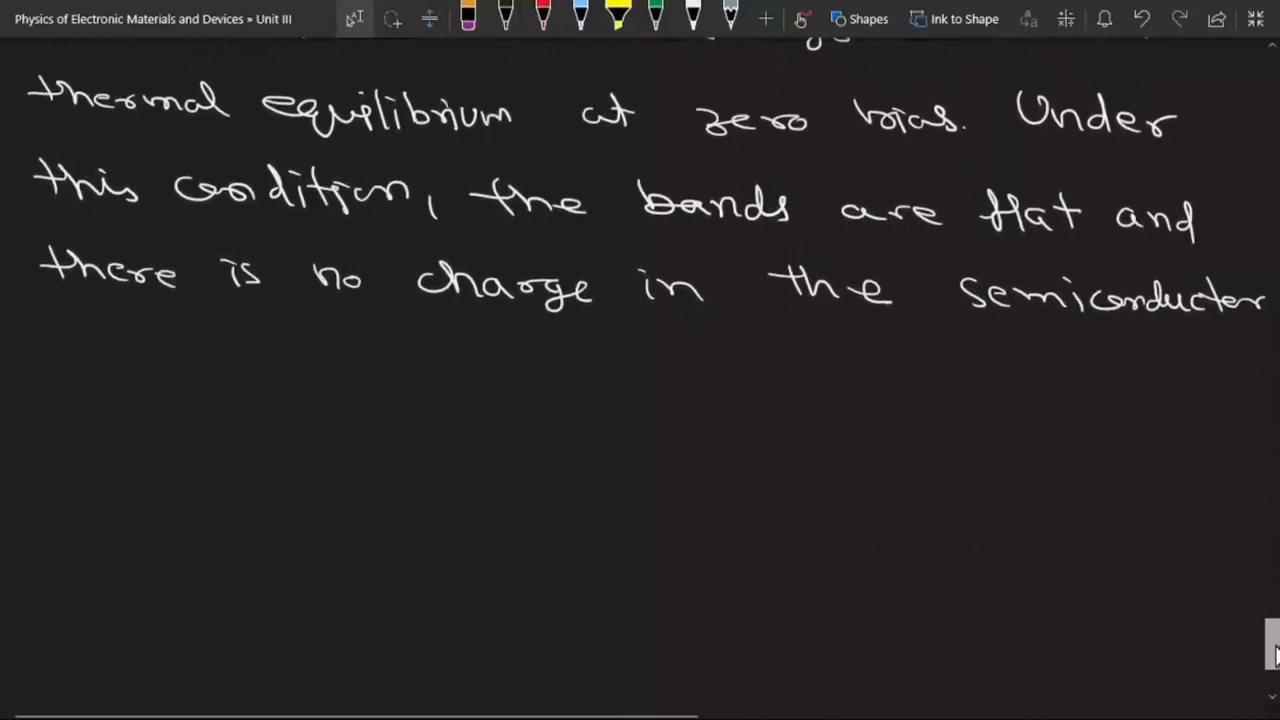 Physics of Electronic Materials and Devices » Unit III
Shapes
Ink to Shape
thermal equilibrium at zero bias. Under
this condition, the bands are flat and
there is no charge in the semiconductor